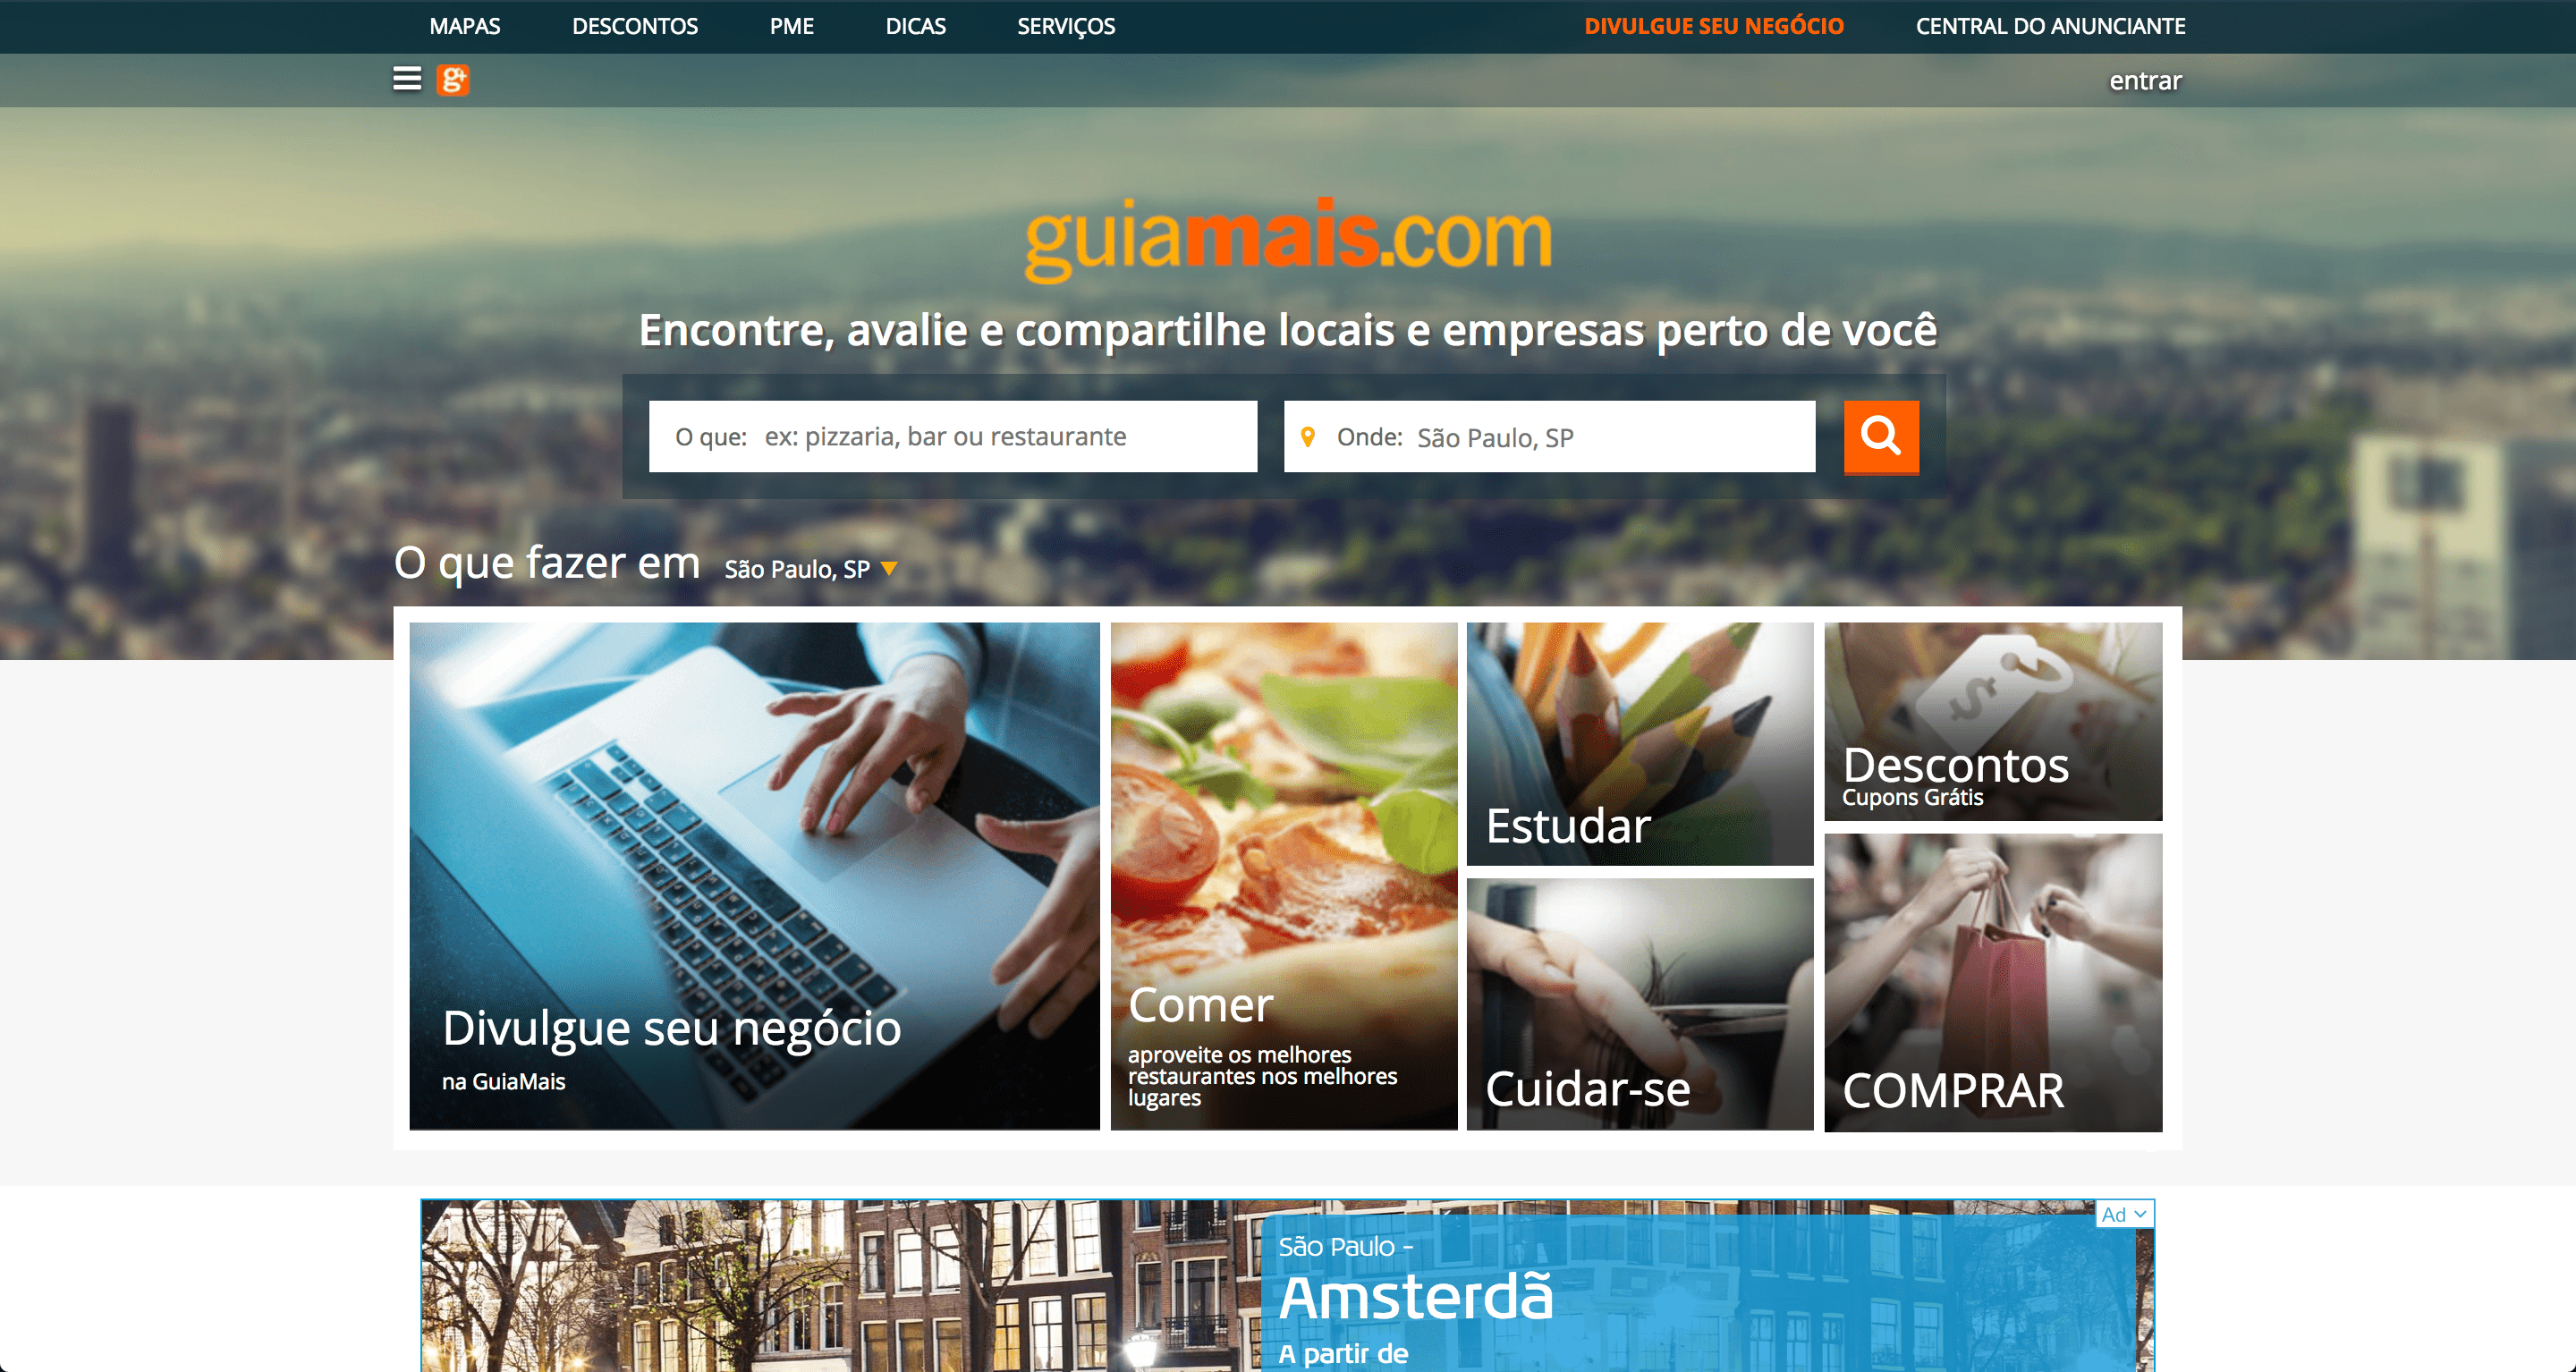 MAPAS DESCONTOS PME DICAS SERVIÇOS DIVULGUE SEU NEGÓCIO CENTRAL DO ANUNCIANTE
g+ entrar
guiamais.com
Encontre, avalie e compartilhe locais e empresas perto de você
O que: ex: pizzaria, bar ou restaurante Onde: São Paulo, SP
O que fazer em São Paulo, SP
Divulgue seu negócio
na GuiaMais
Comer
aproveite os melhores
restaurantes nos melhores
lugares
Estudar
Cuidar-se
$
Descontos
Cupons Grátis
COMPRAR
Ad
São Paulo -
Amsterdã
A partir de